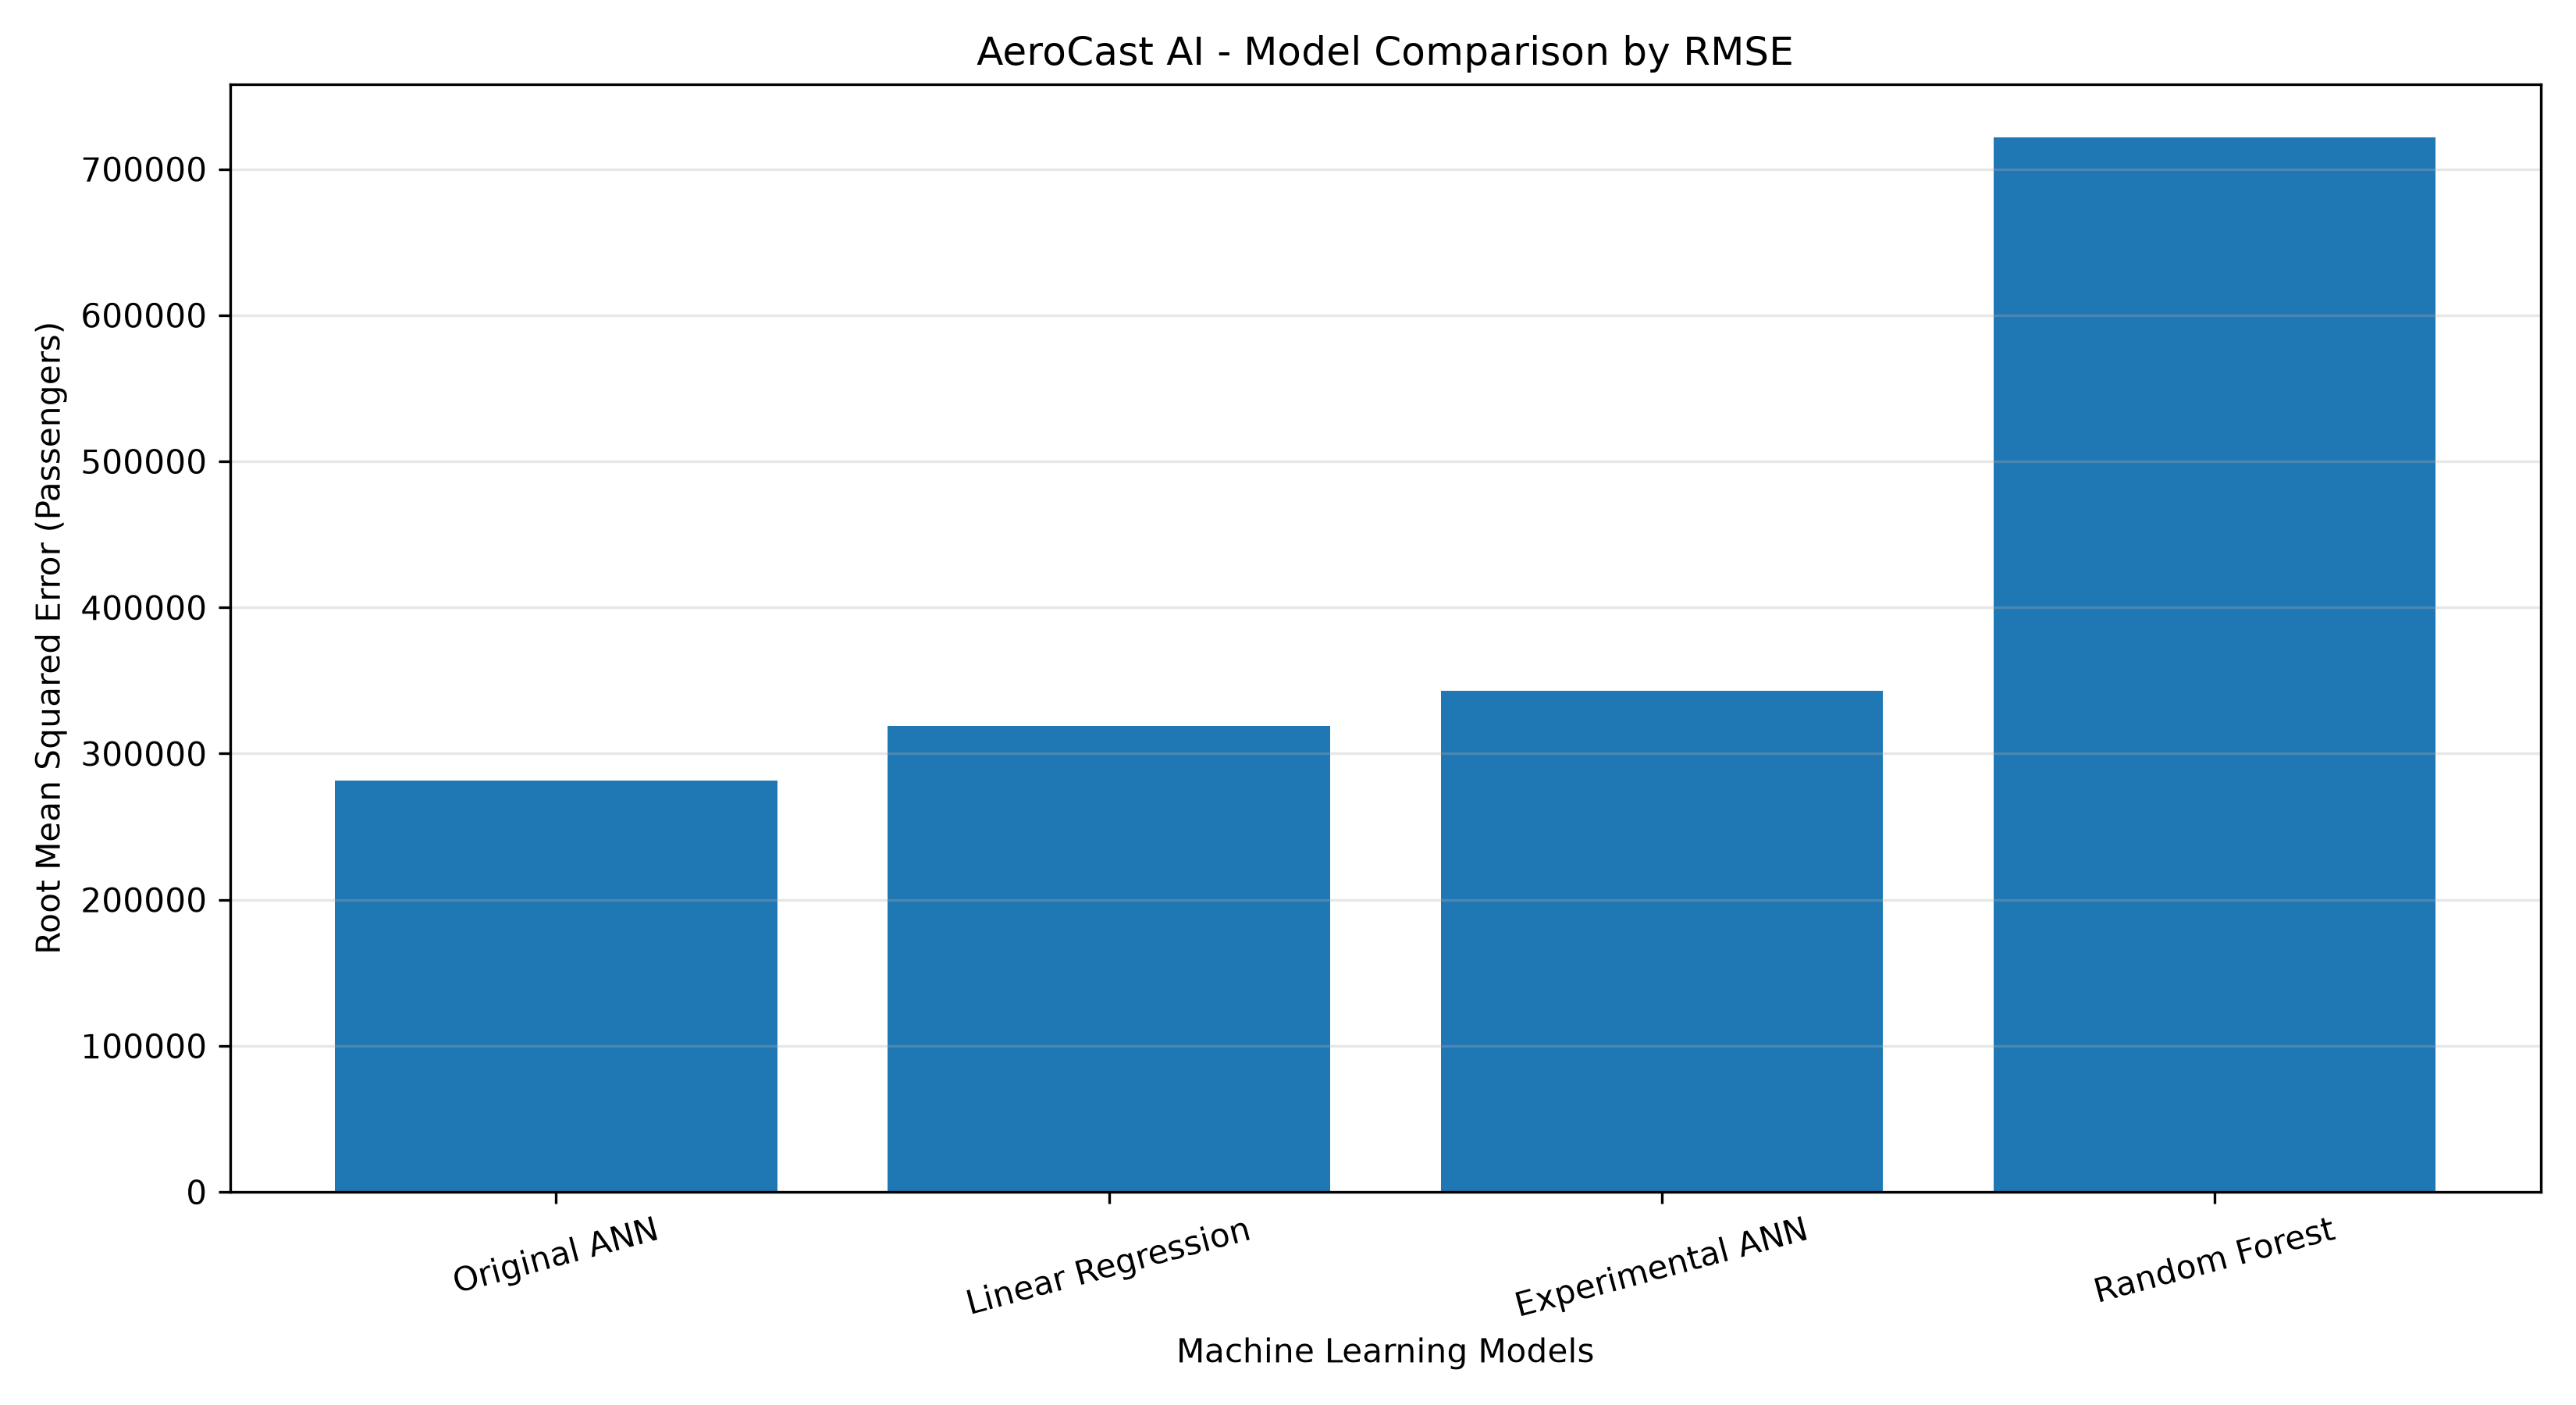 AeroCast AI - Model Comparison by RMSE
Root Mean Squared Error (Passengers)
700000
600000
500000
400000
300000
200000
100000
0
Original ANN
Linear Regression
Experimental ANN
Random Forest
Machine Learning Models